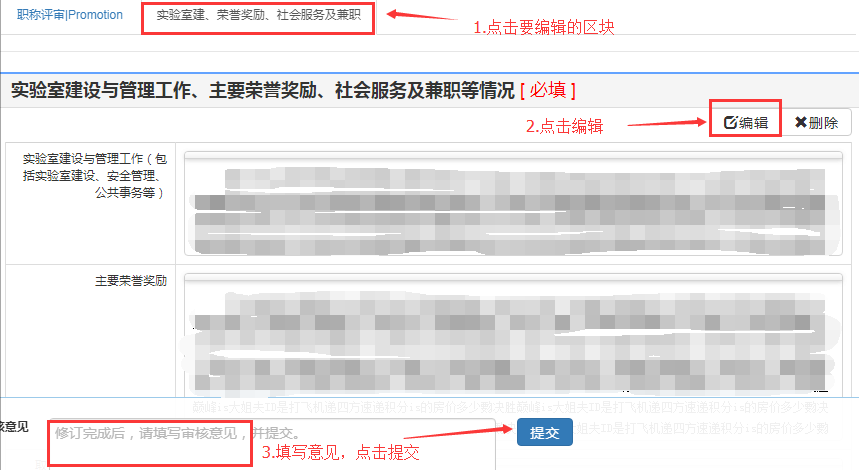 职称评审|Promotion
实验室建、荣誉奖励、社会服务及兼职
1.点击要编辑的区块
实验室建设与管理工作、主要荣誉奖励、社会服务及兼职等情况 [ 必填 ]
2.点击编辑
编辑
删除
实验室建设与管理工作（包
括实验室建设、安全管理、
公共事务等）
主要荣誉奖励
核意见
修订完成后，请填写审核意见，并提交。
3.填写意见，点击提交
提交